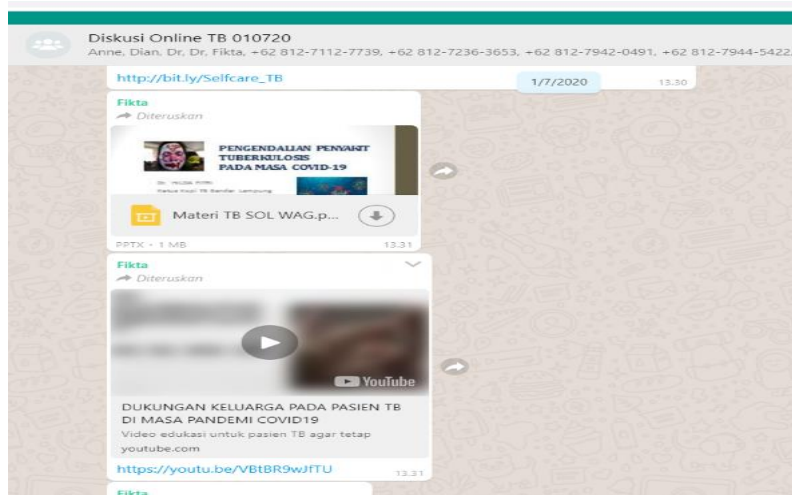 Diskusi Online TB 010720
Anne, Dian, Dr, Dr, Fikta, +62 812-7112-7739, +62 812-7236-3653, +62 812-7942-0491, +62 812-7944-5422,
http://bit.ly/Selfcare_TB
13.30
1/7/2020
Fikta
Diteruskan
PENGENDALIAN PENYAKIT
TUBERKULOSIS
PADA MASA COVID-19
Materi TB SOL WAG.p...
PPTX • 1 MB
13.31
Fikta
Diteruskan
YouTube
DUKUNGAN KELUARGA PADA PASIEN TB
DI MASA PANDEMI COVID19
Video edukasi untuk pasien TB agar tetap
youtube.com
https://youtu.be/VBtBR9wJfTU
13.31
Fikta